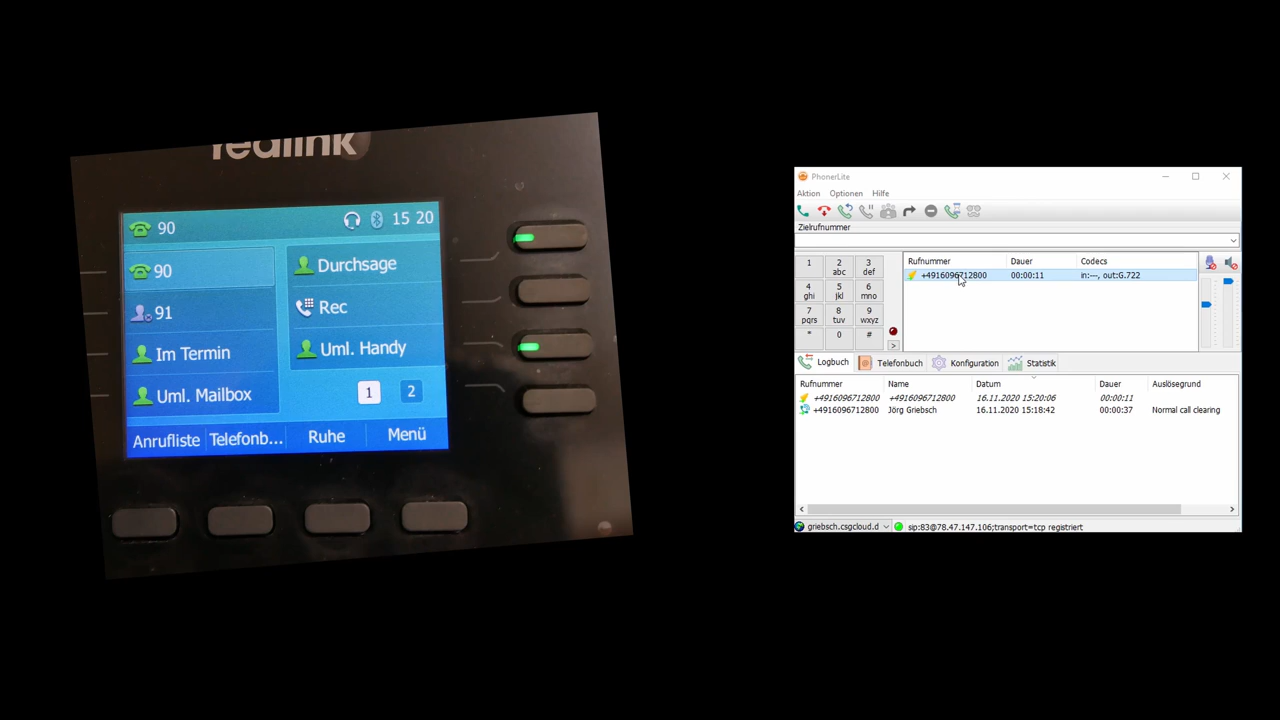 realink
90
15 20
90
91
Im Termin
Uml. Mailbox
Durchsage
Rec
Uml. Handy
1 2
Anrufliste Telefonb... Ruhe Menü
PhonerLite
Aktion Optionen Hilfe
Zielrufnummer
1 2 3
abc def
4 5 6
ghi jkl mno
7 8 9
pqrs tuv wxyz
* 0 #
>
Rufnummer Dauer Codecs
+4916096712800 00:00:11 in:---, out:G.722
Logbuch Telefonbuch Konfiguration Statistik
Rufnummer Name Datum Dauer Auslösegrund
+4916096712800 +4916096712800 16.11.2020 15:20:06 00:00:11
+4916096712800 Jörg Griebsch 16.11.2020 15:18:42 00:00:37 Normal call clearing
griebsch.csgcloud.d sip:83@78.47.147.106;transport=tcp registriert